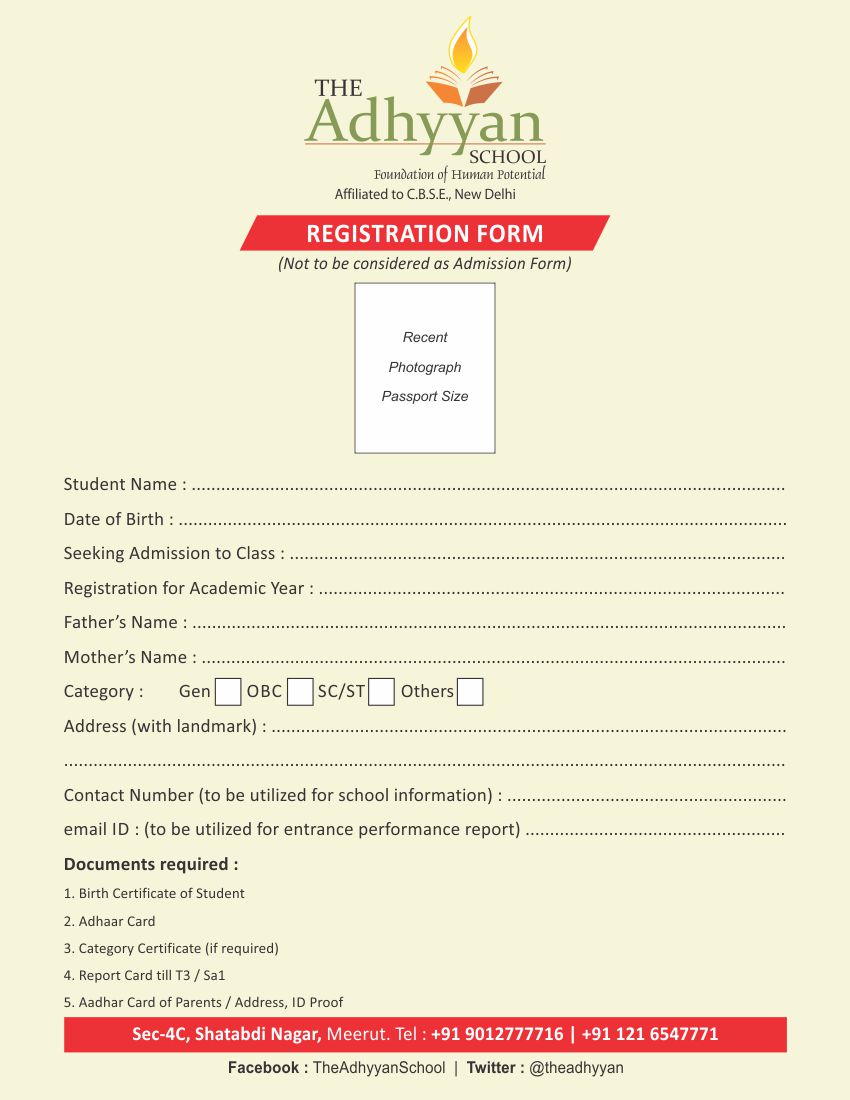 THE
Adhyyan
SCHOOL
Foundation of Human Potential
Affiliated to C.B.S.E., New Delhi
REGISTRATION FORM
(Not to be considered as Admission Form)
Recent
Photograph
Passport Size
Student Name : ..........................................................................................................................
Date of Birth : ............................................................................................................................
Seeking Admission to Class : .....................................................................................................
Registration for Academic Year : ...............................................................................................
Father’s Name : .........................................................................................................................
Mother’s Name : .......................................................................................................................
Category : Gen OBC SC/ST Others
Address (with landmark) : .........................................................................................................
...................................................................................................................................................
Contact Number (to be utilized for school information) : .........................................................
email ID : (to be utilized for entrance performance report) .....................................................
Documents required :
1. Birth Certificate of Student
2. Adhaar Card
3. Category Certificate (if required)
4. Report Card till T3 / Sa1
5. Aadhar Card of Parents / Address, ID Proof
Sec-4C, Shatabdi Nagar, Meerut. Tel : +91 9012777716 | +91 121 6547771
Facebook : TheAdhyyanSchool | Twitter : @theadhyyan